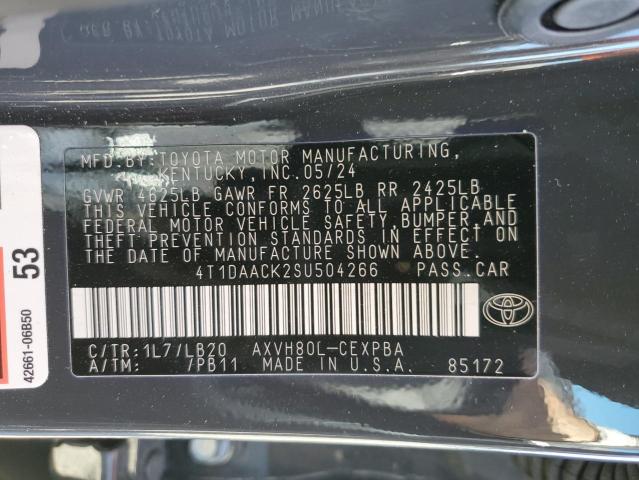 MFD. BY: TOYOTA MOTOR MANUFACTURING,
KENTUCKY, INC. 05/24
GVWR 4625LB GAWR FR 2625LB RR 2425LB
THIS VEHICLE CONFORMS TO ALL APPLICABLE
FEDERAL MOTOR VEHICLE SAFETY, BUMPER, AND
THEFT PREVENTION STANDARDS IN EFFECT ON
THE DATE OF MANUFACTURE SHOWN ABOVE.
4T1DAACK2SU504266 PASS. CAR
C/TR: 1L7/LB20 AXVH80L-CEXPBA
A/TM: /PB11 MADE IN U.S.A. 85172
53
42661-06B50